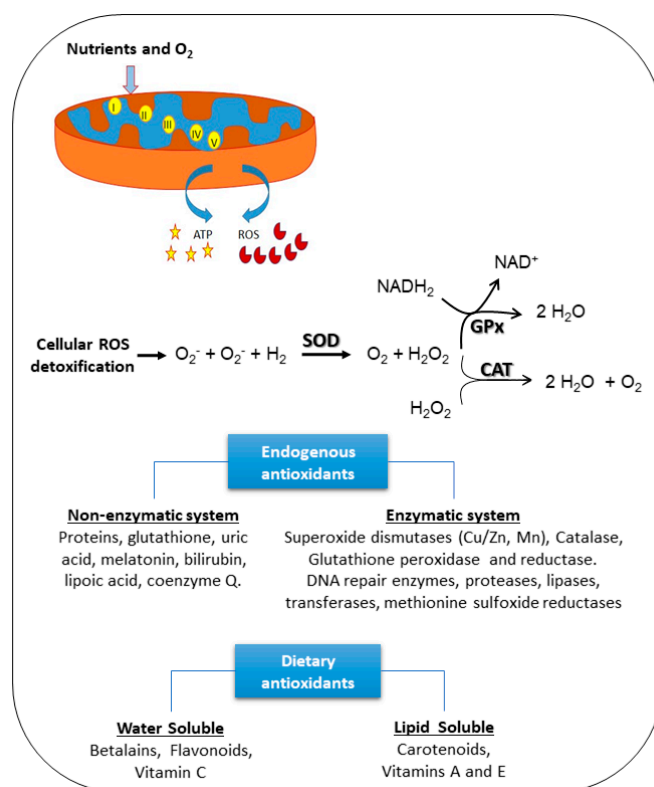 Nutrients and O₂
I
II
III
IV
V
ATP ROS
NAD⁺
NADH₂
2 H₂O
GPx
Cellular ROS
detoxification
O₂⁻ + O₂⁻ + H₂
SOD
O₂ + H₂O₂
CAT
2 H₂O + O₂
H₂O₂
Endogenous
antioxidants
Non-enzymatic system
Proteins, glutathione, uric
acid, melatonin, bilirubin,
lipoic acid, coenzyme Q.
Enzymatic system
Superoxide dismutases (Cu/Zn, Mn), Catalase,
Glutathione peroxidase and reductase.
DNA repair enzymes, proteases, lipases,
transferases, methionine sulfoxide reductases
Dietary
antioxidants
Water Soluble
Betalains, Flavonoids,
Vitamin C
Lipid Soluble
Carotenoids,
Vitamins A and E